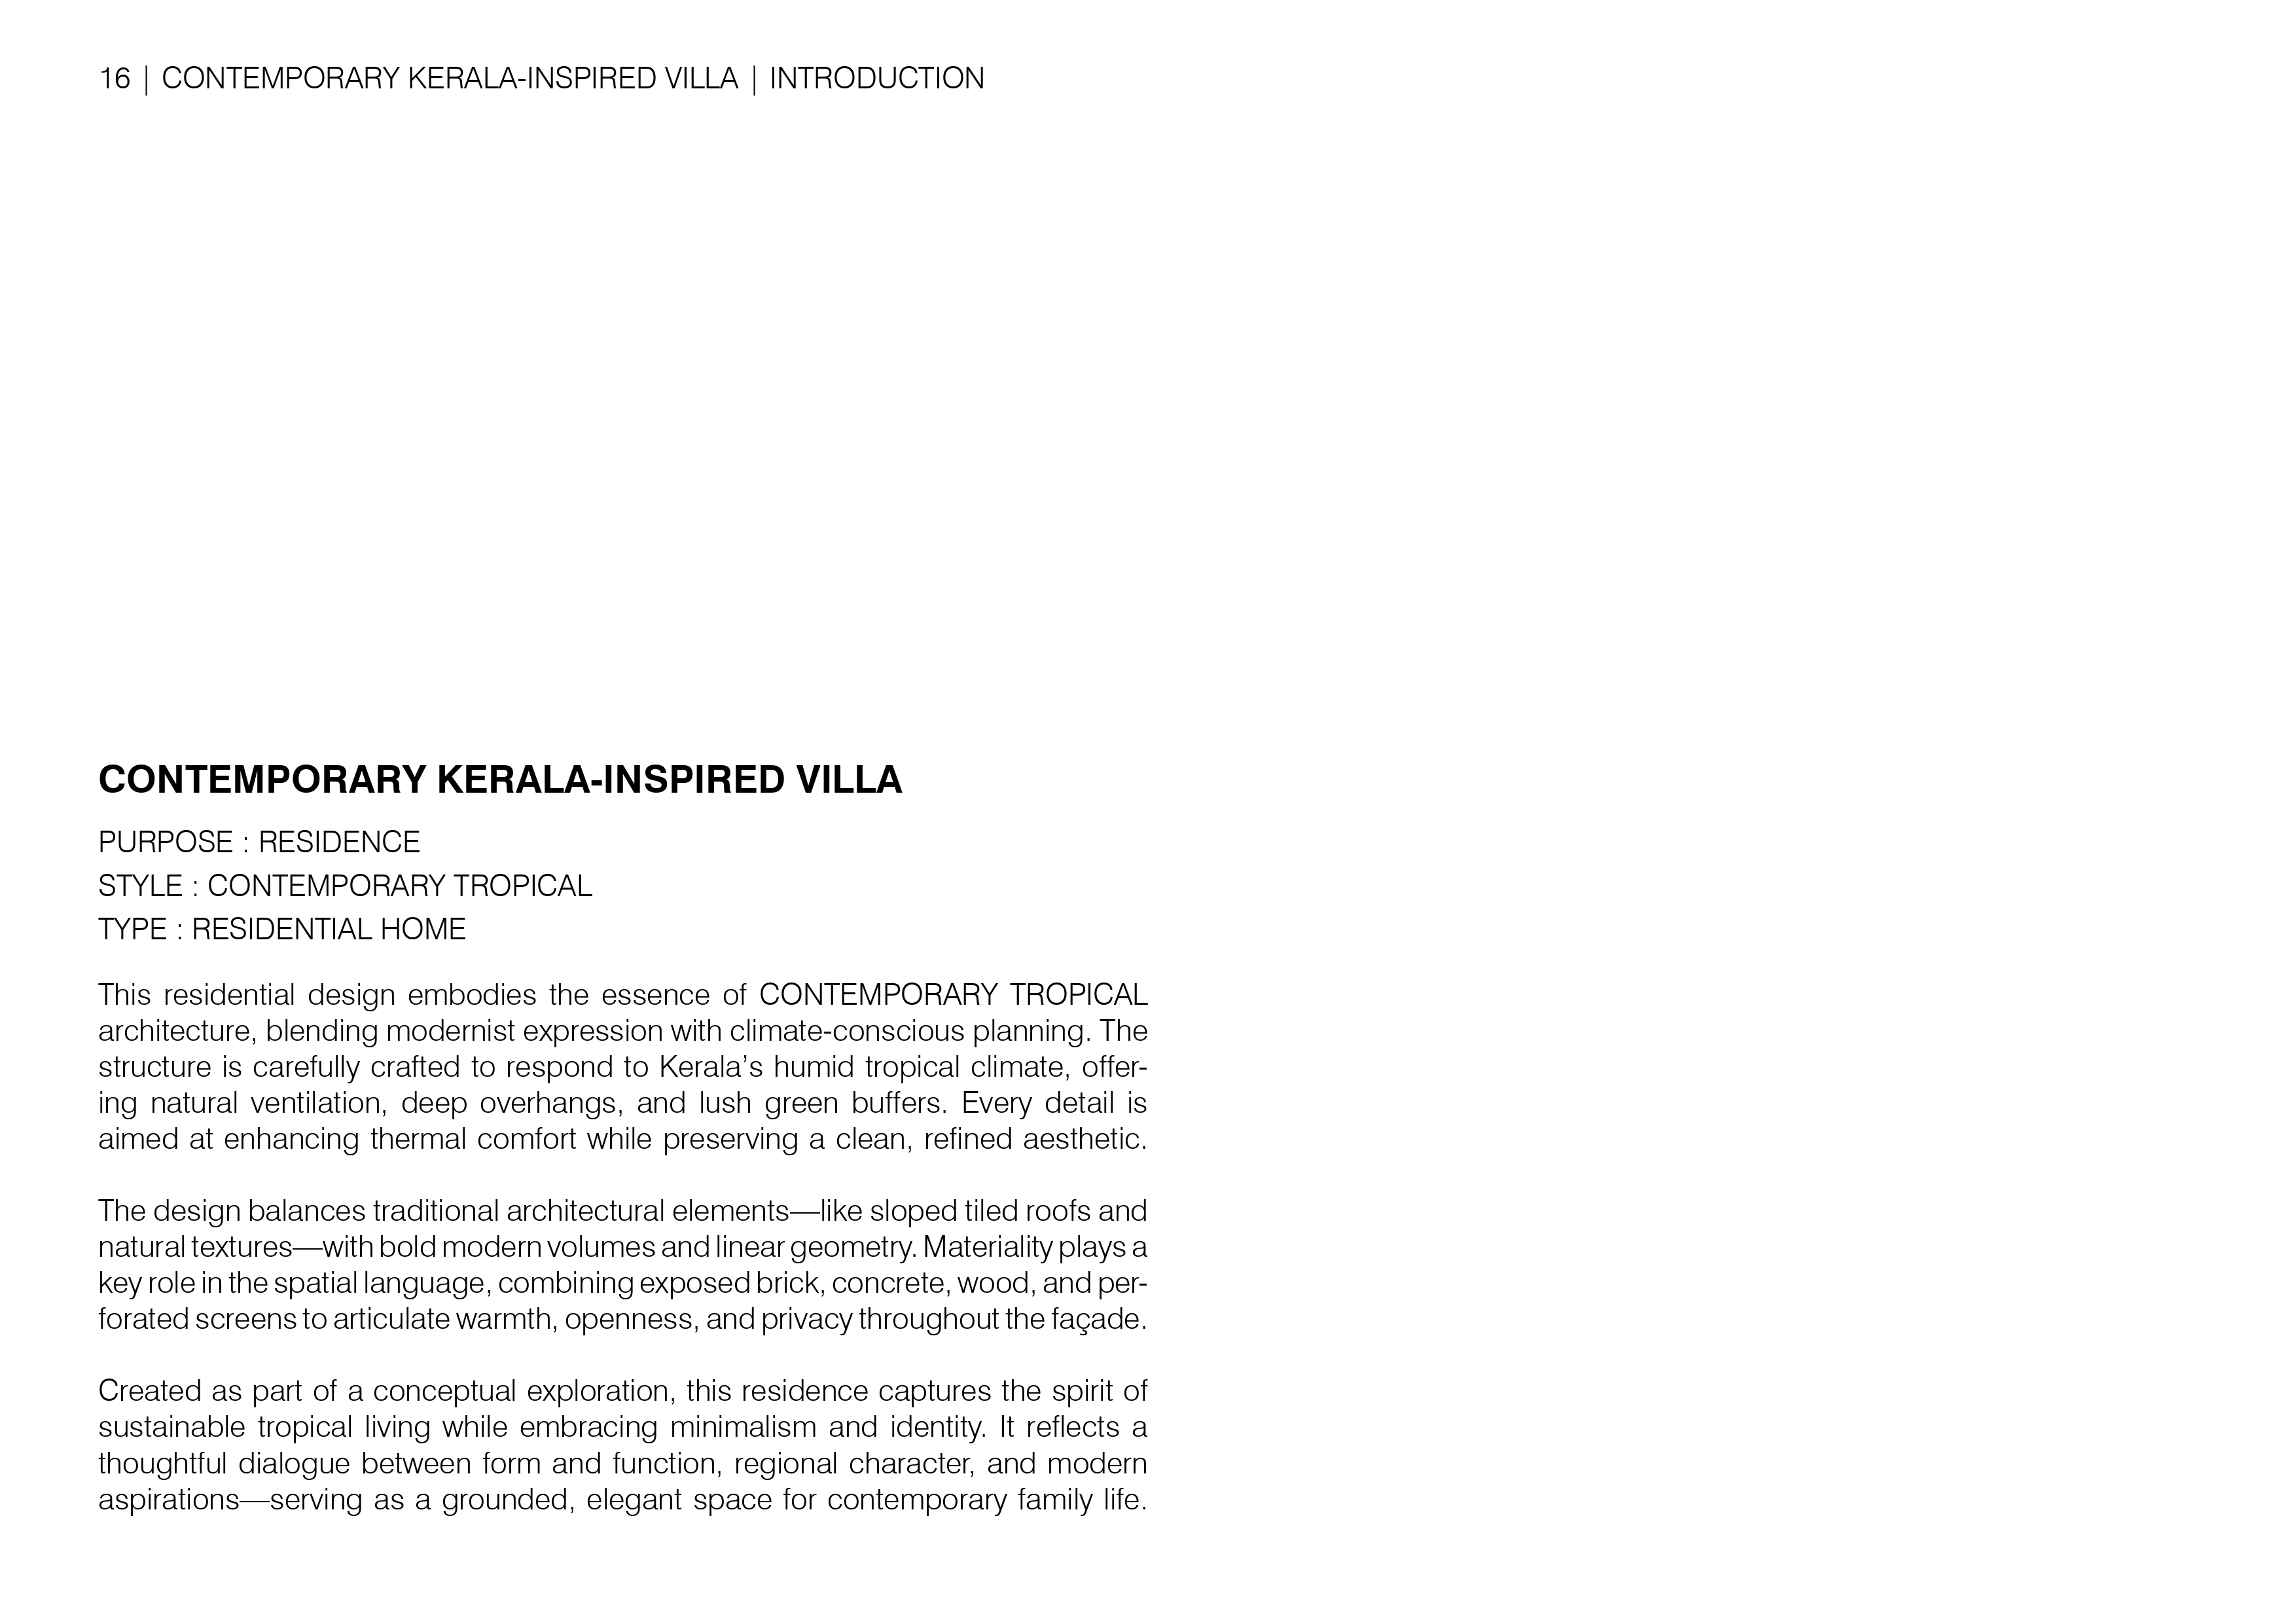 16 | CONTEMPORARY KERALA-INSPIRED VILLA | INTRODUCTION
CONTEMPORARY KERALA-INSPIRED VILLA
PURPOSE : RESIDENCE
STYLE : CONTEMPORARY TROPICAL
TYPE : RESIDENTIAL HOME
This residential design embodies the essence of CONTEMPORARY TROPICAL
architecture, blending modernist expression with climate-conscious planning. The
structure is carefully crafted to respond to Kerala’s humid tropical climate, offer-
ing natural ventilation, deep overhangs, and lush green buffers. Every detail is
aimed at enhancing thermal comfort while preserving a clean, refined aesthetic.
The design balances traditional architectural elements—like sloped tiled roofs and
natural textures—with bold modern volumes and linear geometry. Materiality plays a
key role in the spatial language, combining exposed brick, concrete, wood, and per-
forated screens to articulate warmth, openness, and privacy throughout the façade.
Created as part of a conceptual exploration, this residence captures the spirit of
sustainable tropical living while embracing minimalism and identity. It reflects a
thoughtful dialogue between form and function, regional character, and modern
aspirations—serving as a grounded, elegant space for contemporary family life.